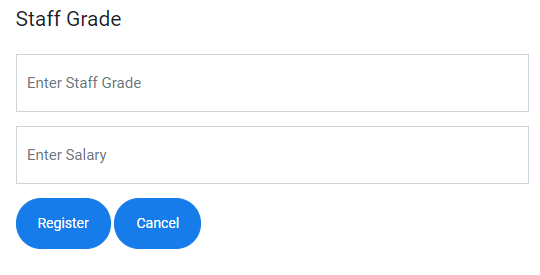 Staff Grade
Enter Staff Grade
Enter Salary
Register Cancel